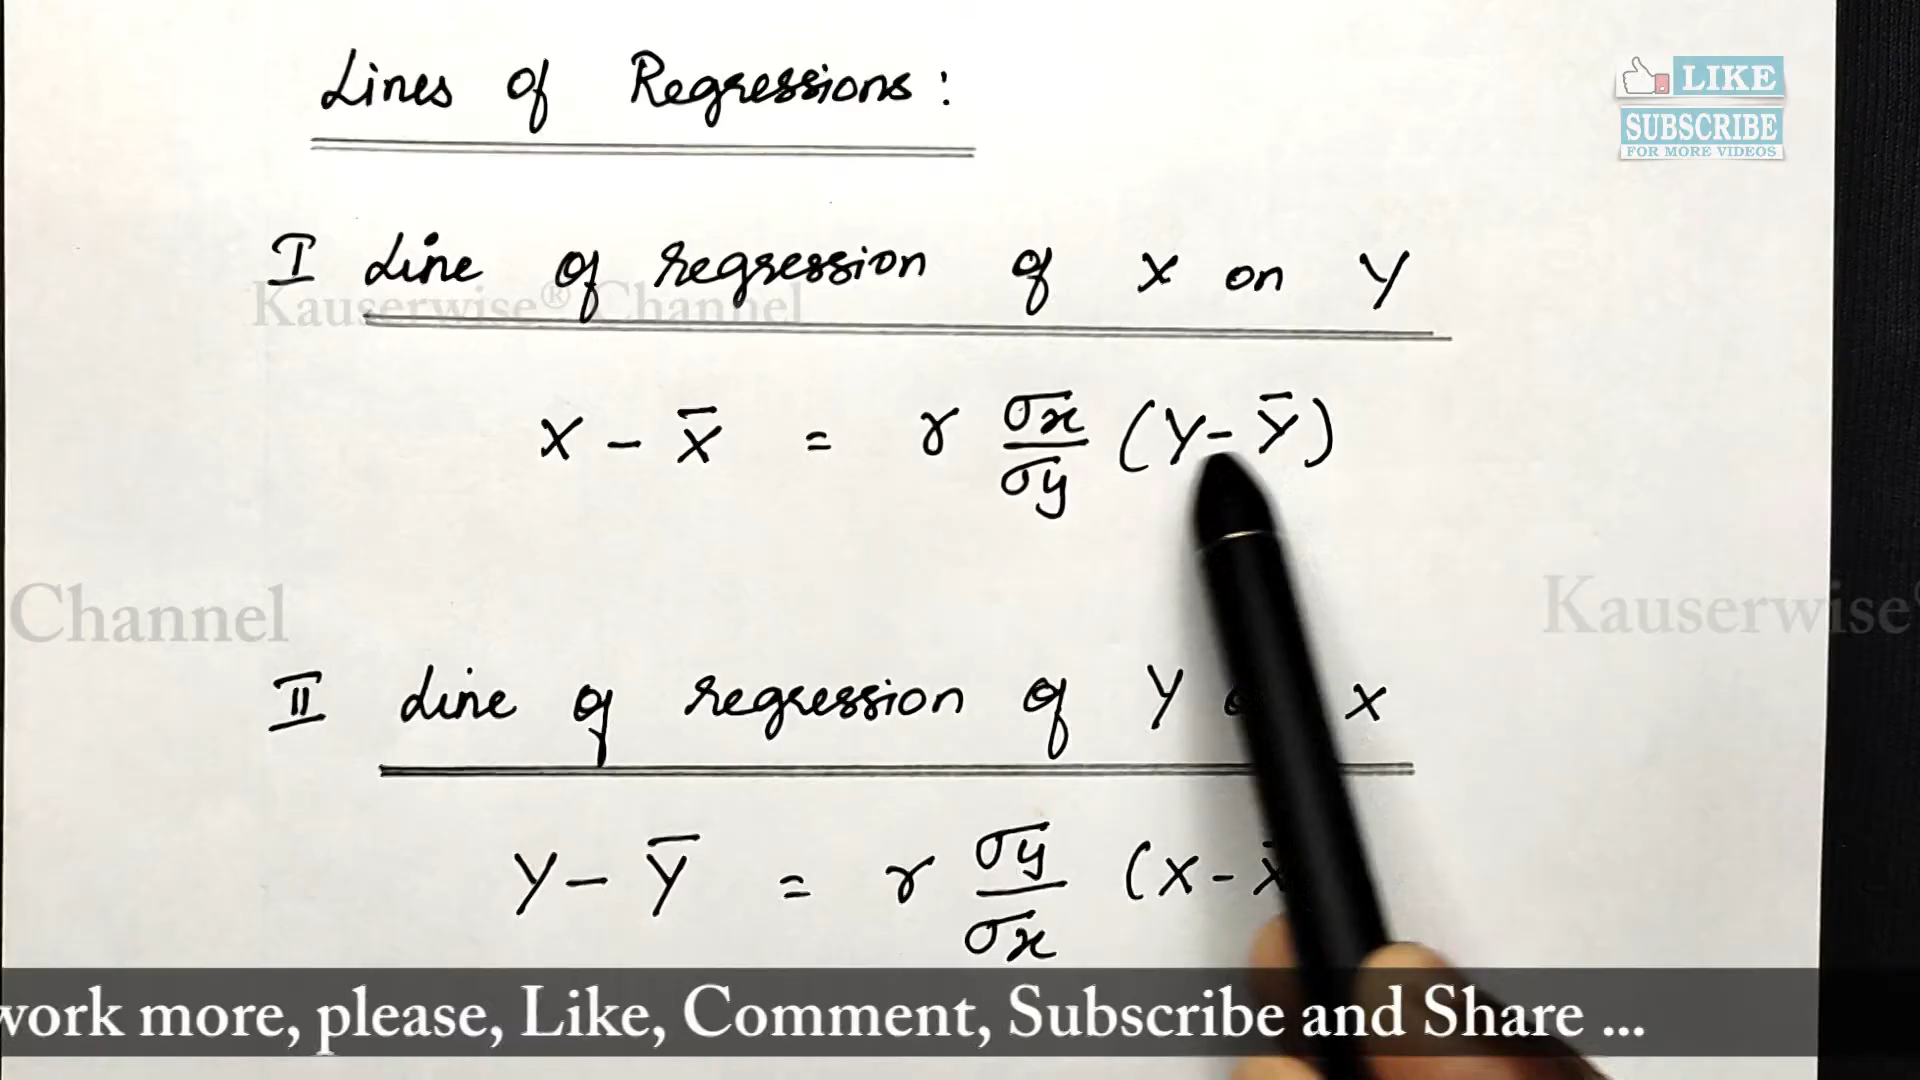 Lines of Regressions:
LIKE
SUBSCRIBE
FOR MORE VIDEOS
I Line of regression of X on Y
Kauserwise® Channel
X - X̄ = r σx/σy (Y - Ȳ)
Channel
Kauserwise®
II Line of regression of Y X
Y - Ȳ = r σy/σx (X - X̄
work more, please, Like, Comment, Subscribe and Share ...